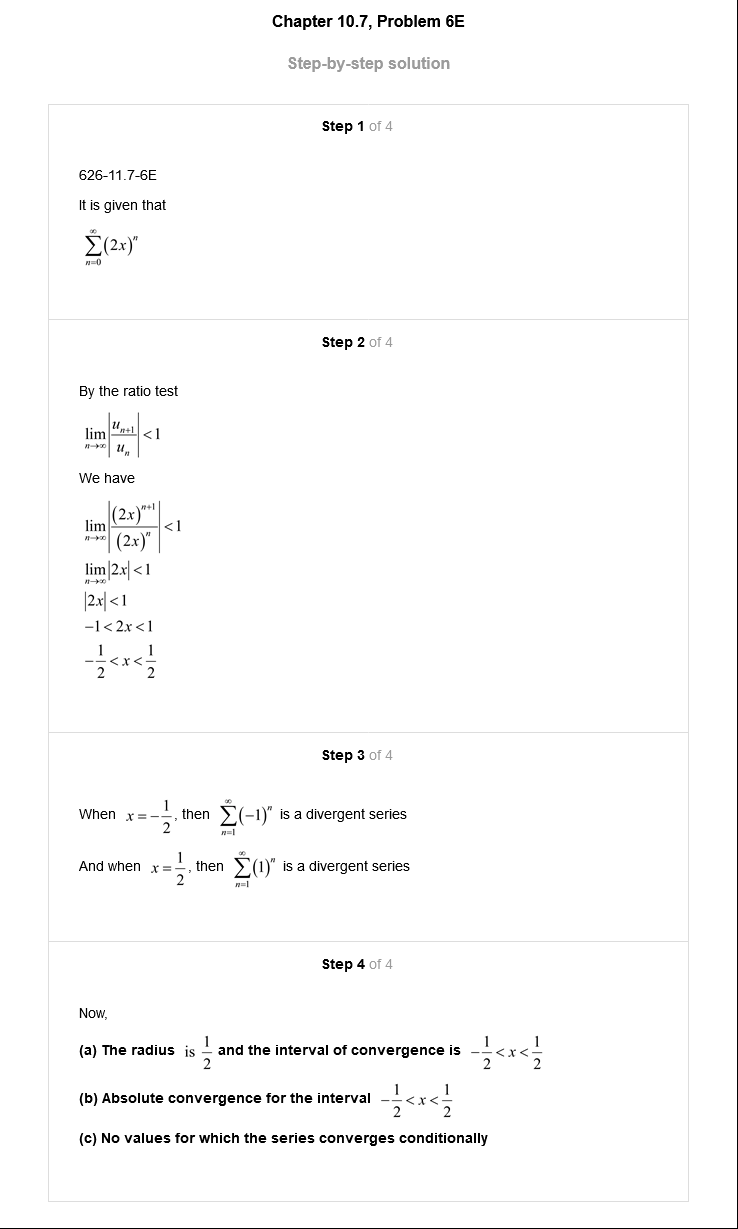 Chapter 10.7, Problem 6E
Step-by-step solution
Step 1 of 4
626-11.7-6E
It is given that
$\sum_{n=0}^{\infty}(2x)^n$
Step 2 of 4
By the ratio test
$\lim_{n\to\infty}\left|\frac{u_{n+1}}{u_n}\right|<1$
We have
$\lim_{n\to\infty}\left|\frac{(2x)^{n+1}}{(2x)^n}\right|<1$
$\lim_{n\to\infty}|2x|<1$
$|2x|<1$
$-1<2x<1$
$-\frac{1}{2}<x<\frac{1}{2}$
Step 3 of 4
When $x=-\frac{1}{2}$, then $\sum_{n=1}^{\infty}(-1)^n$ is a divergent series
And when $x=\frac{1}{2}$, then $\sum_{n=1}^{\infty}(1)^n$ is a divergent series
Step 4 of 4
Now,
(a) The radius is $\frac{1}{2}$ and the interval of convergence is $-\frac{1}{2}<x<\frac{1}{2}$
(b) Absolute convergence for the interval $-\frac{1}{2}<x<\frac{1}{2}$
(c) No values for which the series converges conditionally